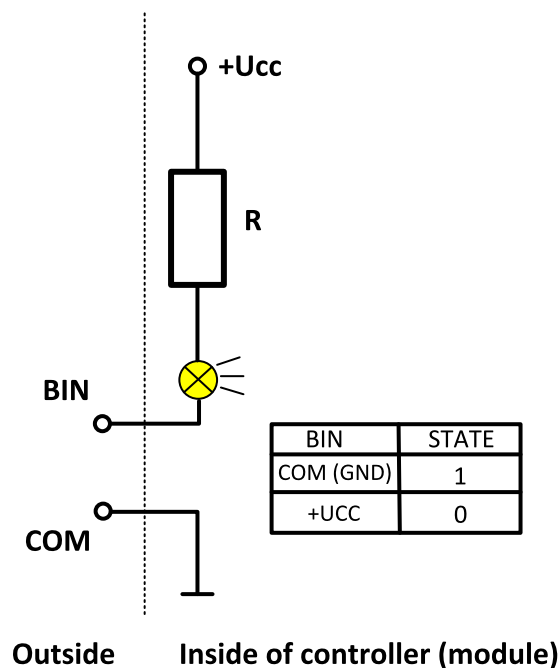 +Ucc
R
BIN
BIN STATE
COM (GND) 1
+UCC 0
COM
Outside Inside of controller (module)